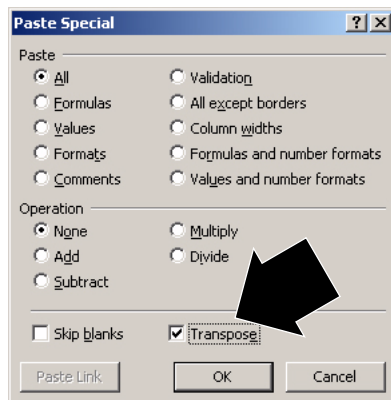 Paste Special
Paste
All
Validation
Formulas
All except borders
Values
Column widths
Formats
Formulas and number formats
Comments
Values and number formats
Operation
None
Multiply
Add
Divide
Subtract
Skip blanks
Transpose
Paste Link
OK
Cancel